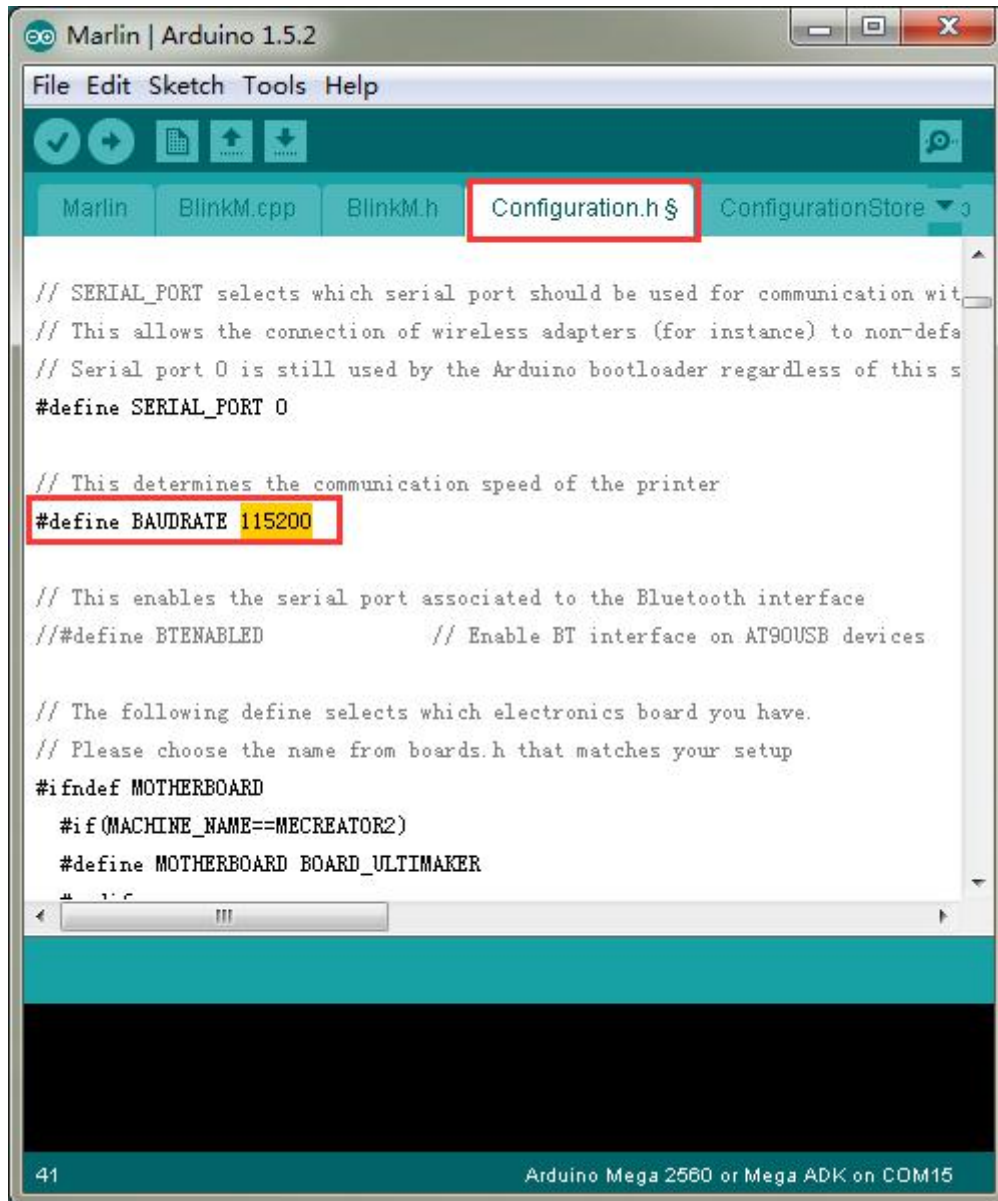 Marlin | Arduino 1.5.2
File Edit Sketch Tools Help
Marlin BlinkM.cpp BlinkM.h Configuration.h § ConfigurationStore
// SERIAL_PORT selects which serial port should be used for communication wit
// This allows the connection of wireless adapters (for instance) to non-defa
// Serial port 0 is still used by the Arduino bootloader regardless of this s
#define SERIAL_PORT 0
// This determines the communication speed of the printer
#define BAUDRATE 115200
// This enables the serial port associated to the Bluetooth interface
//#define BTENABLED // Enable BT interface on AT90USB devices
// The following define selects which electronics board you have.
// Please choose the name from boards.h that matches your setup
#ifndef MOTHERBOARD
#if(MACHINE_NAME==MECREATOR2)
#define MOTHERBOARD BOARD_ULTIMAKER
41 Arduino Mega 2560 or Mega ADK on COM15